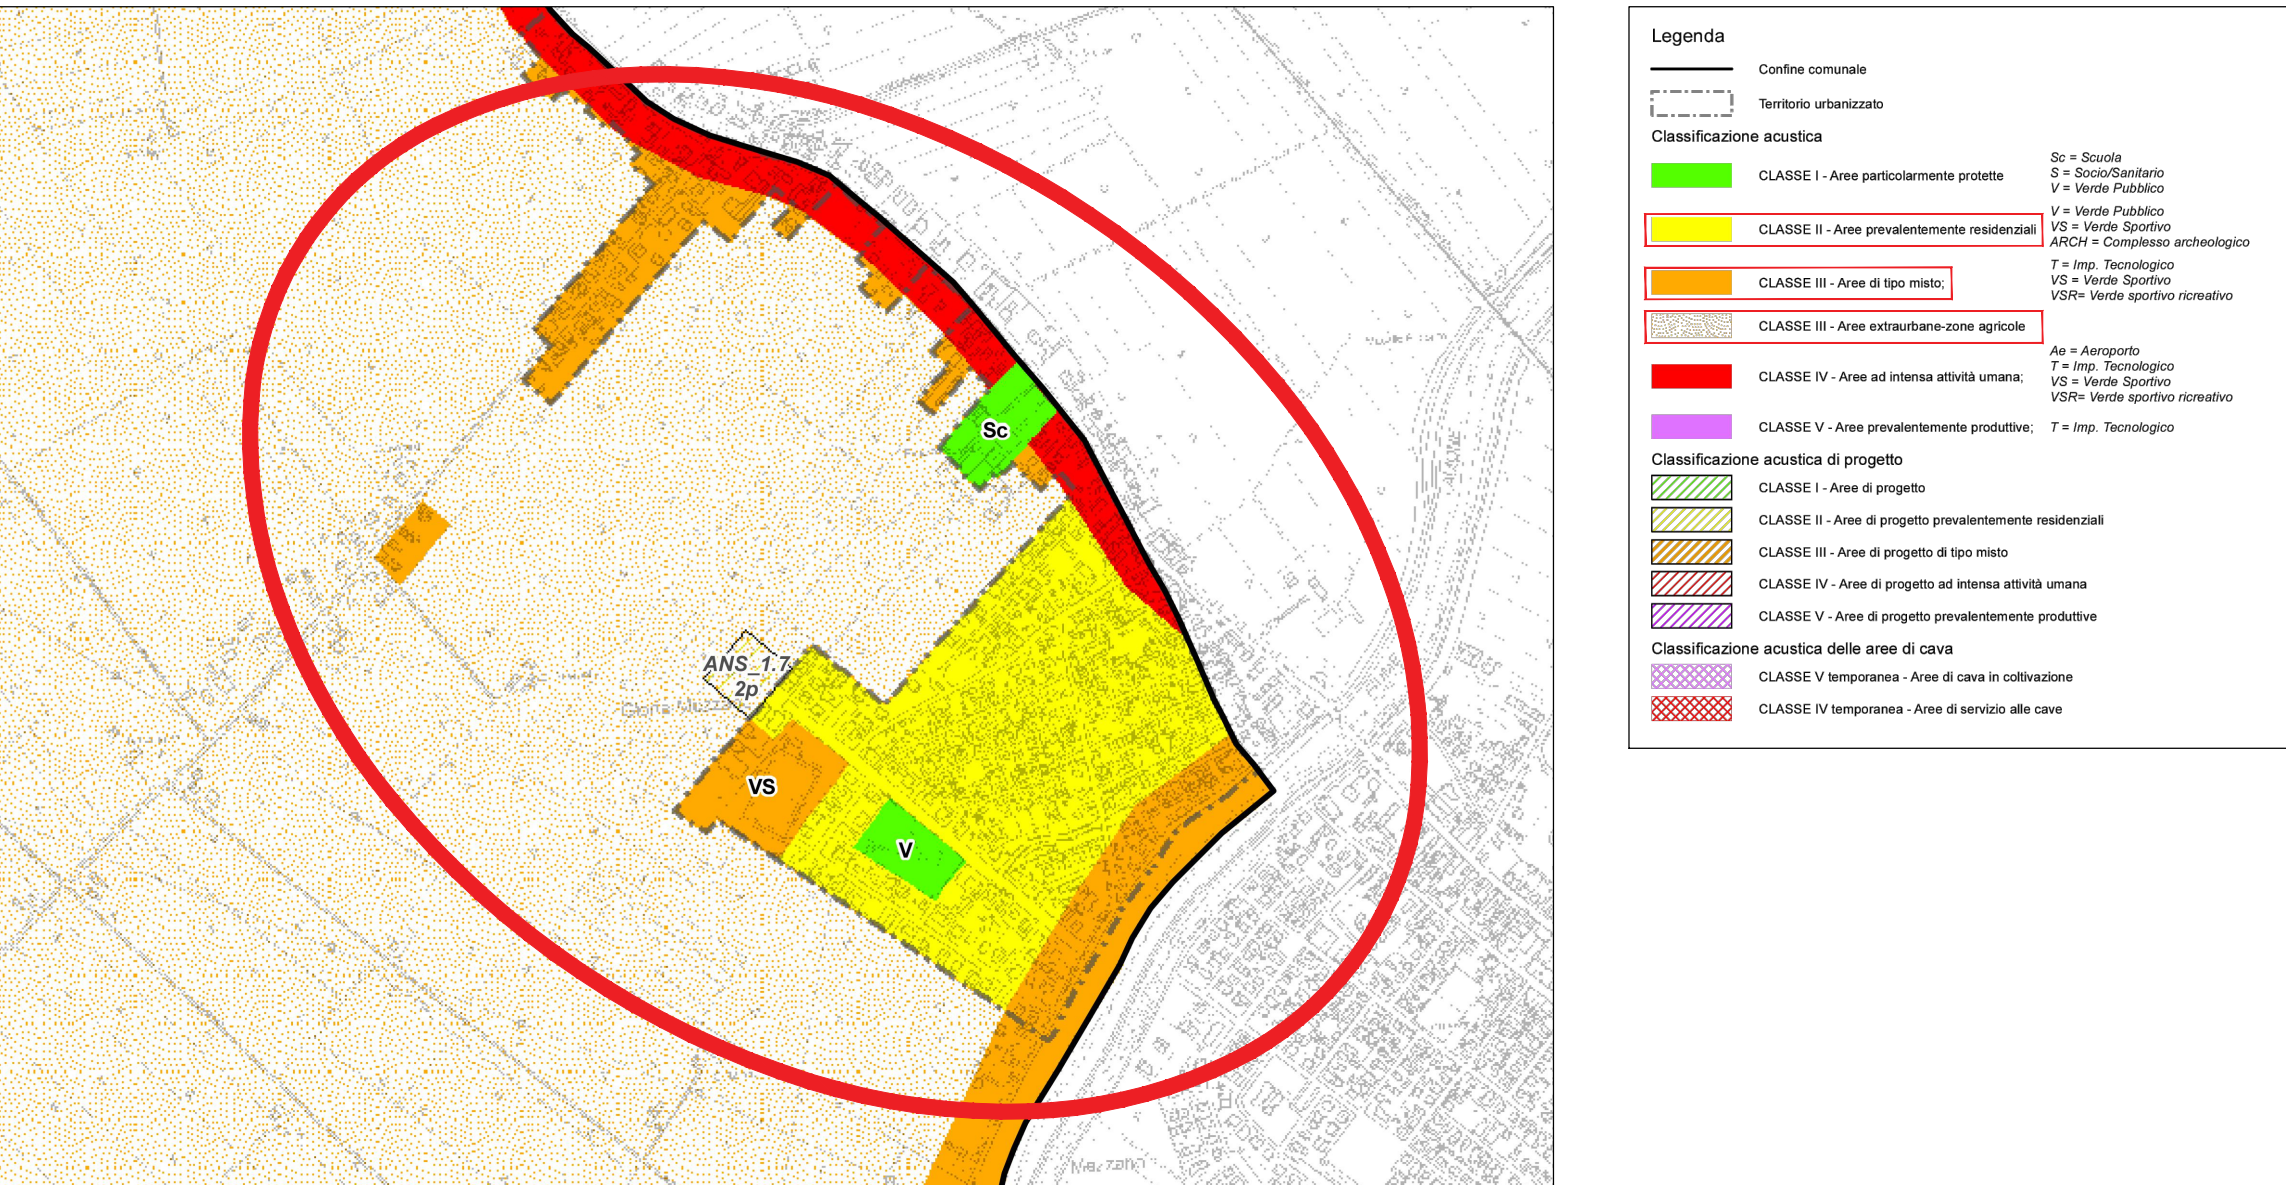 Sc
ANS_1.7
2p
VS
V
Legenda
Confine comunale
Territorio urbanizzato
Classificazione acustica
CLASSE I - Aree particolarmente protette
Sc = Scuola
S = Socio/Sanitario
V = Verde Pubblico
CLASSE II - Aree prevalentemente residenziali
V = Verde Pubblico
VS = Verde Sportivo
ARCH = Complesso archeologico
CLASSE III - Aree di tipo misto;
T = Imp. Tecnologico
VS = Verde Sportivo
VSR= Verde sportivo ricreativo
CLASSE III - Aree extraurbane-zone agricole
CLASSE IV - Aree ad intensa attività umana;
Ae = Aeroporto
T = Imp. Tecnologico
VS = Verde Sportivo
VSR= Verde sportivo ricreativo
CLASSE V - Aree prevalentemente produttive;
T = Imp. Tecnologico
Classificazione acustica di progetto
CLASSE I - Aree di progetto
CLASSE II - Aree di progetto prevalentemente residenziali
CLASSE III - Aree di progetto di tipo misto
CLASSE IV - Aree di progetto ad intensa attività umana
CLASSE V - Aree di progetto prevalentemente produttive
Classificazione acustica delle aree di cava
CLASSE V temporanea - Aree di cava in coltivazione
CLASSE IV temporanea - Aree di servizio alle cave